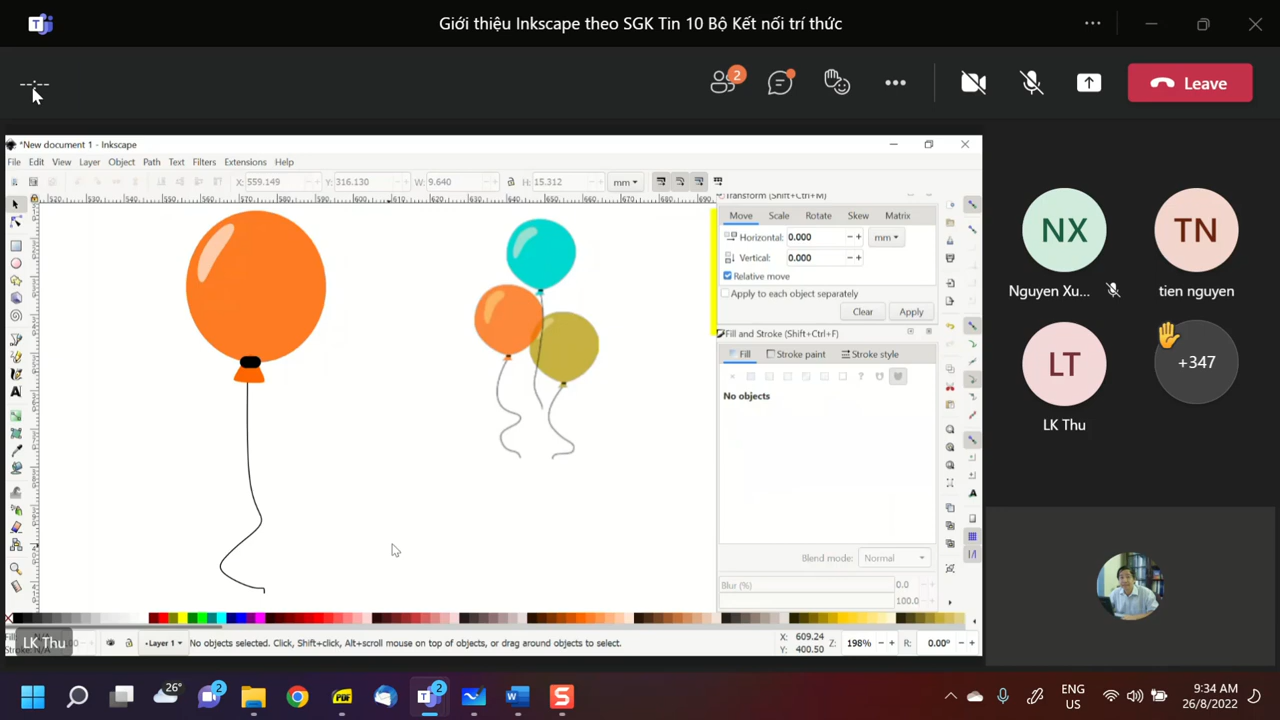 Giới thiệu Inkscape theo SGK Tin 10 Bộ Kết nối trí thức
2
Leave
*New document 1 - Inkscape
File Edit View Layer Object Path Text Filters Extensions Help
X: 559.149 Y: 316.130 W: 9.640 H: 15.312 mm
Transform (Shift+Ctrl+M)
Move Scale Rotate Skew Matrix
Horizontal: 0.000 mm
Vertical: 0.000
Relative move
Apply to each object separately
Clear Apply
Fill and Stroke (Shift+Ctrl+F)
Fill Stroke paint Stroke style
No objects
Blend mode: Normal
Blur (%) 0.0
100.0
LK Thu
Layer 1 No objects selected. Click, Shift+click, Alt+scroll mouse on top of objects, or drag around objects to select.
X: 609.24
Y: 400.50
Z: 198% R: 0.00°
NX
Nguyen Xu...
TN
tien nguyen
LT
LK Thu
+347
26°
2
2
PDF
ENG
US
9:34 AM
26/8/2022